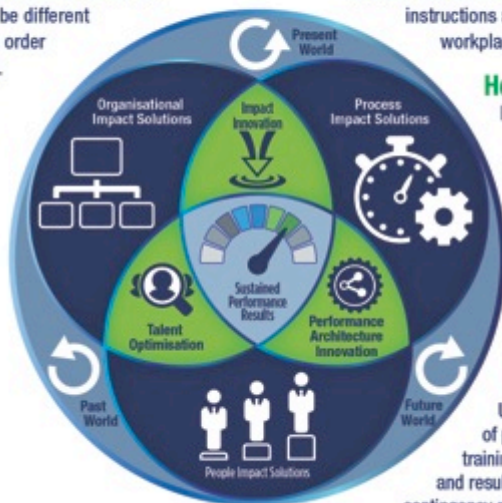 be different
order
instructions
workpla
Present
World
Organisational
Impact Solutions
Impact
Innovation
Process
Impact Solutions
Sustained
Performance
Results
Talent
Optimisation
Performance
Architecture
Innovation
Past
World
Future
World
People Impact Solutions
of
trainin
and resul